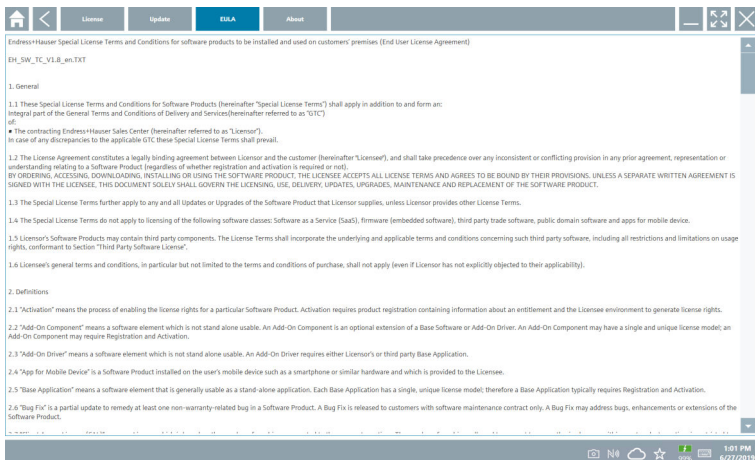 License
Update
EULA
About
Endress+Hauser Special License Terms and Conditions for software products to be installed and used on customers' premises (End User License Agreement)
EH_SW_TC_V1.8_en.TXT
1. General
1.1 These Special License Terms and Conditions for Software Products (hereinafter "Special License Terms") shall apply in addition to and form an:
Integral part of the General Terms and Conditions of Delivery and Services(hereinafter referred to as "GTC")
of:
▪ The contracting Endress+Hauser Sales Center (hereinafter referred to as "Licensor").
In case of any discrepancies to the applicable GTC these Special License Terms shall prevail.
1.2 The License Agreement constitutes a legally binding agreement between Licensor and the customer (hereinafter "Licensee"), and shall take precedence over any inconsistent or conflicting provision in any prior agreement, representation or
understanding relating to a Software Product (regardless of whether registration and activation is required or not).
BY ORDERING, ACCESSING, DOWNLOADING, INSTALLING OR USING THE SOFTWARE PRODUCT, THE LICENSEE ACCEPTS ALL LICENSE TERMS AND AGREES TO BE BOUND BY THEIR PROVISIONS. UNLESS A SEPARATE WRITTEN AGREEMENT IS
SIGNED WITH THE LICENSEE, THIS DOCUMENT SOLELY SHALL GOVERN THE LICENSING, USE, DELIVERY, UPDATES, UPGRADES, MAINTENANCE AND REPLACEMENT OF THE SOFTWARE PRODUCT.
1.3 The Special License Terms further apply to any and all Updates or Upgrades of the Software Product that Licensor supplies, unless Licensor provides other License Terms.
1.4 The Special License Terms do not apply to licensing of the following software classes: Software as a Service (SaaS), firmware (embedded software), third party trade software, public domain software and apps for mobile device.
1.5 Licensor's Software Products may contain third party components. The License Terms shall incorporate the underlying and applicable terms and conditions concerning such third party software, including all restrictions and limitations on usage
rights, conformant to Section "Third Party Software License".
1.6 Licensee's general terms and conditions, in particular but not limited to the terms and conditions of purchase, shall not apply (even if Licensor has not explicitly objected to their applicability).
2. Definitions
2.1 "Activation" means the process of enabling the license rights for a particular Software Product. Activation requires product registration containing information about an entitlement and the Licensee environment to generate license rights.
2.2 "Add-On Component" means a software element which is not stand alone usable. An Add-On Component is an optional extension of a Base Software or Add-On Driver. An Add-On Component may have a single and unique license model; an
Add-On Component may require Registration and Activation.
2.3 "Add-On Driver" means a software element which is not stand alone usable. An Add-On Driver requires either Licensor's or third party Base Application.
2.4 "App for Mobile Device" is a Software Product installed on the user's mobile device such as a smartphone or similar hardware and which is provided to the Licensee.
2.5 "Base Application" means a software element that is generally usable as a stand-alone application. Each Base Application has a single, unique license model; therefore a Base Application typically requires Registration and Activation.
2.6 "Bug Fix" is a partial update to remedy at least one non-warranty-related bug in a Software Product. A Bug Fix is released to customers with software maintenance contract only. A Bug Fix may address bugs, enhancements or extensions of the
Software Product.
99%
1:01 PM
6/27/2019